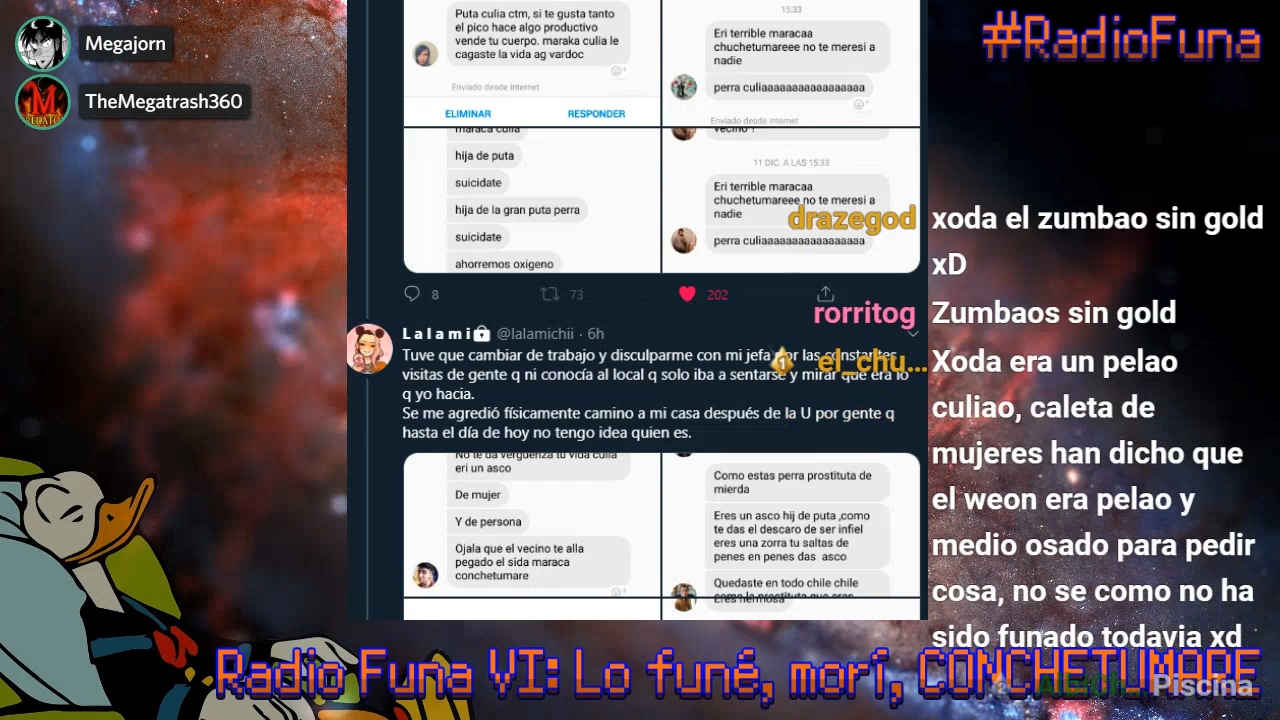 Megajorn
TheMegatrash360
#RadioFuna
Puta culia ctm, si te gusta tanto
el pico hace algo productivo
vende tu cuerpo. maraka culia le
cagaste la vida ag vardoc
Enviado desde internet
ELIMINAR
RESPONDER
15:33
Eri terrible maracaa
chuchetumareee no te meresi a
nadie
perra culiaaaaaaaaaaaaaaaaa
Enviado desde internet
maraca culia
hija de puta
suicidate
hija de la gran puta perra
suicidate
ahorremos oxigeno
vecino ?
11 DIC. A LAS 15:33
Eri terrible maracaa
chuchetumareee no te meresi a
nadie
perra culiaaaaaaaaaaaaaaaaa
8
73
202
L a l a m i @lalamichii · 6h
Tuve que cambiar de trabajo y disculparme con mi jefa por las constantes
visitas de gente q ni conocía al local q solo iba a sentarse y mirar que era lo
q yo hacia.
Se me agredió físicamente camino a mi casa después de la U por gente q
hasta el día de hoy no tengo idea quien es.
No te da verguenza tu vida culia
eri un asco
De mujer
Y de persona
Ojala que el vecino te alla
pegado el sida maraca
conchetumare
Como estas perra prostituta de
mierda
Eres un asco hij de puta ,como
te das el descaro de ser infiel
eres una zorra tu saltas de
penes en penes das asco
Quedaste en todo chile chile
como la prostituta que eres
Eres hermosa
drazegod xoda el zumbao sin gold
xD
rorritog Zumbaos sin gold
el_chu... Xoda era un pelao
culiao, caleta de
mujeres han dicho que
el weon era pelao y
medio osado para pedir
cosa, no se como no ha
sido funado todavia xd
Radio Funa VI: Lo funé, morí, CONCHETUMARE
Piscina